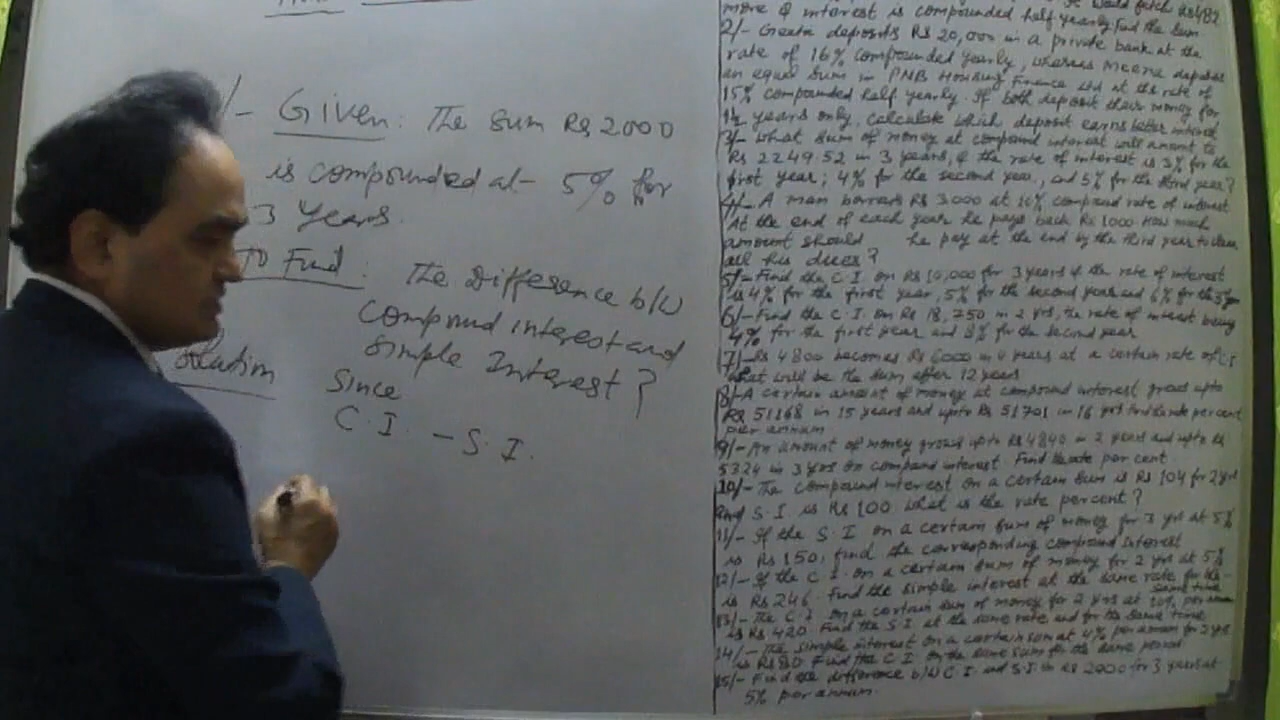 /- Given: The Sum Rs 2000
is compounded at 5% for
3 Years.
To Find: The Difference b/w
Compound interest and
Simple Interest?
Solution Since
C.I. - S.I.
would fetch Rs 482
more if interest is compounded half yearly find the sum
2/- Geeta deposits Rs 20,000 in a private bank at the
rate of 16% compounded yearly, whereas Meena deposits
an equal sum in PNB Housing Finance Ltd at the rate of
15% compounded half yearly. If both deposit their money for
1½ years only, calculate which deposit earns better interest
3/- What sum of money at compound interest will amount to
Rs 2249.52 in 3 years, if the rate of interest is 3% for the
first year; 4% for the second year, and 5% for the third year?
4/- A man borrows Rs 3000 at 10% compound rate of interest
At the end of each year he pays back Rs 1000 How much
amount should he pay at the end by the third year to clear
all his dues?
5/- Find the C.I. on Rs 10,000 for 3 years if the rate of interest
is 4% for the first year, 5% for the second year and 6% for the 3
6/- Find the C.I. on Rs 18,750 in 2 yrs, the rate of interest being
4% for the first year and 8% for the second year
7/- Rs 4800 becomes Rs 6000 in 4 years at a certain rate of C.I
What will be the sum after 12 years
8/- A certain amount of money at compound interest grows upto
Rs 51168 in 15 years and upto Rs 51701 in 16 yrs find rate percent
per annum
9/- An amount of money grows upto Rs 4840 in 2 years and upto Rs
5324 in 3 yrs on compound interest Find rate per cent
10/- The compound interest on a certain sum is Rs 104 for 2 yrs
and S.I is Rs 100 What is the rate percent?
11/- If the S.I on a certain sum of money for 3 yrs at 5%
is Rs 150, find the corresponding compound interest
12/- If the C.I. on a certain sum of money for 2 yrs at 5%
is Rs 246 Find the simple interest at the same rate for the same time
13/- The C.I on a certain sum of money for 2 yrs at 10% per annum
is Rs 420 Find the S.I at the same rate and for the same time
14/- The simple interest on a certain sum at 4% per annum for 2 yrs
is Rs 80 Find the C.I on the same sum for the same period
15/- Find the difference b/w C.I. and S.I. on Rs 2000 for 3 years at
5% per annum.